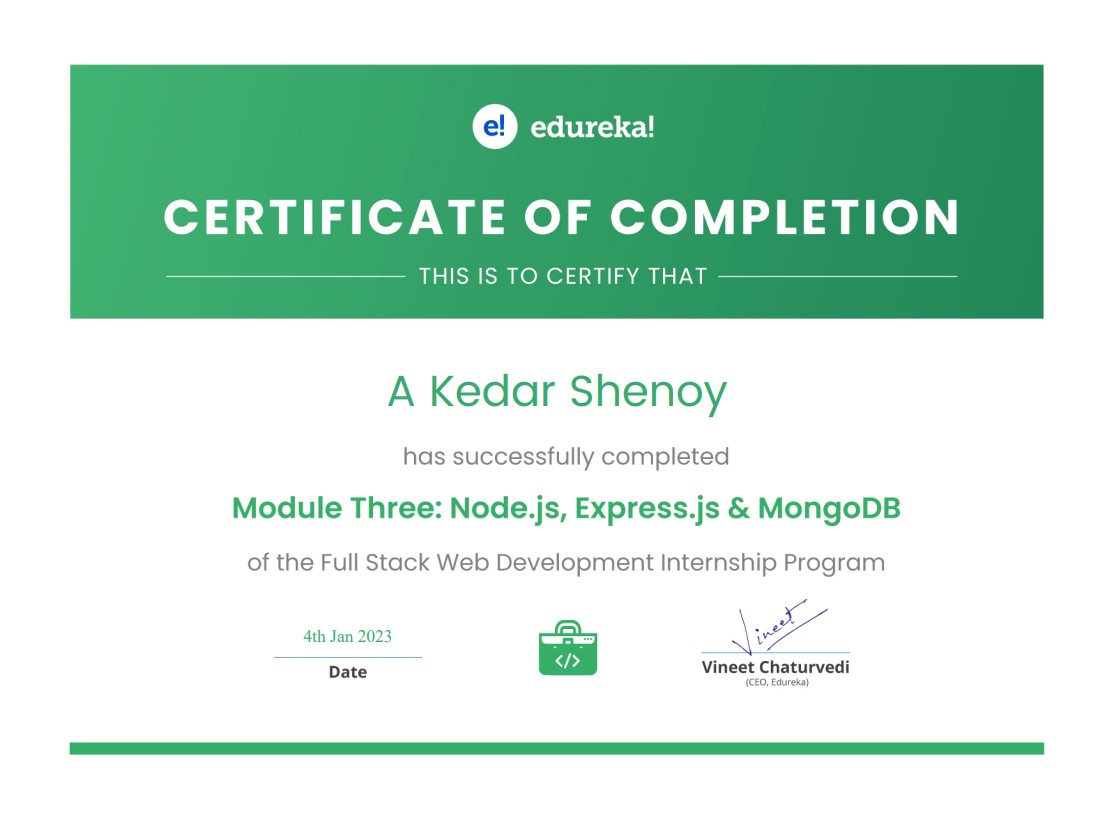 e! edureka!
CERTIFICATE OF COMPLETION
THIS IS TO CERTIFY THAT
A Kedar Shenoy
has successfully completed
Module Three: Node.js, Express.js & MongoDB
of the Full Stack Web Development Internship Program
4th Jan 2023
Date
</>
Vineet
Vineet Chaturvedi
(CEO, Edureka)